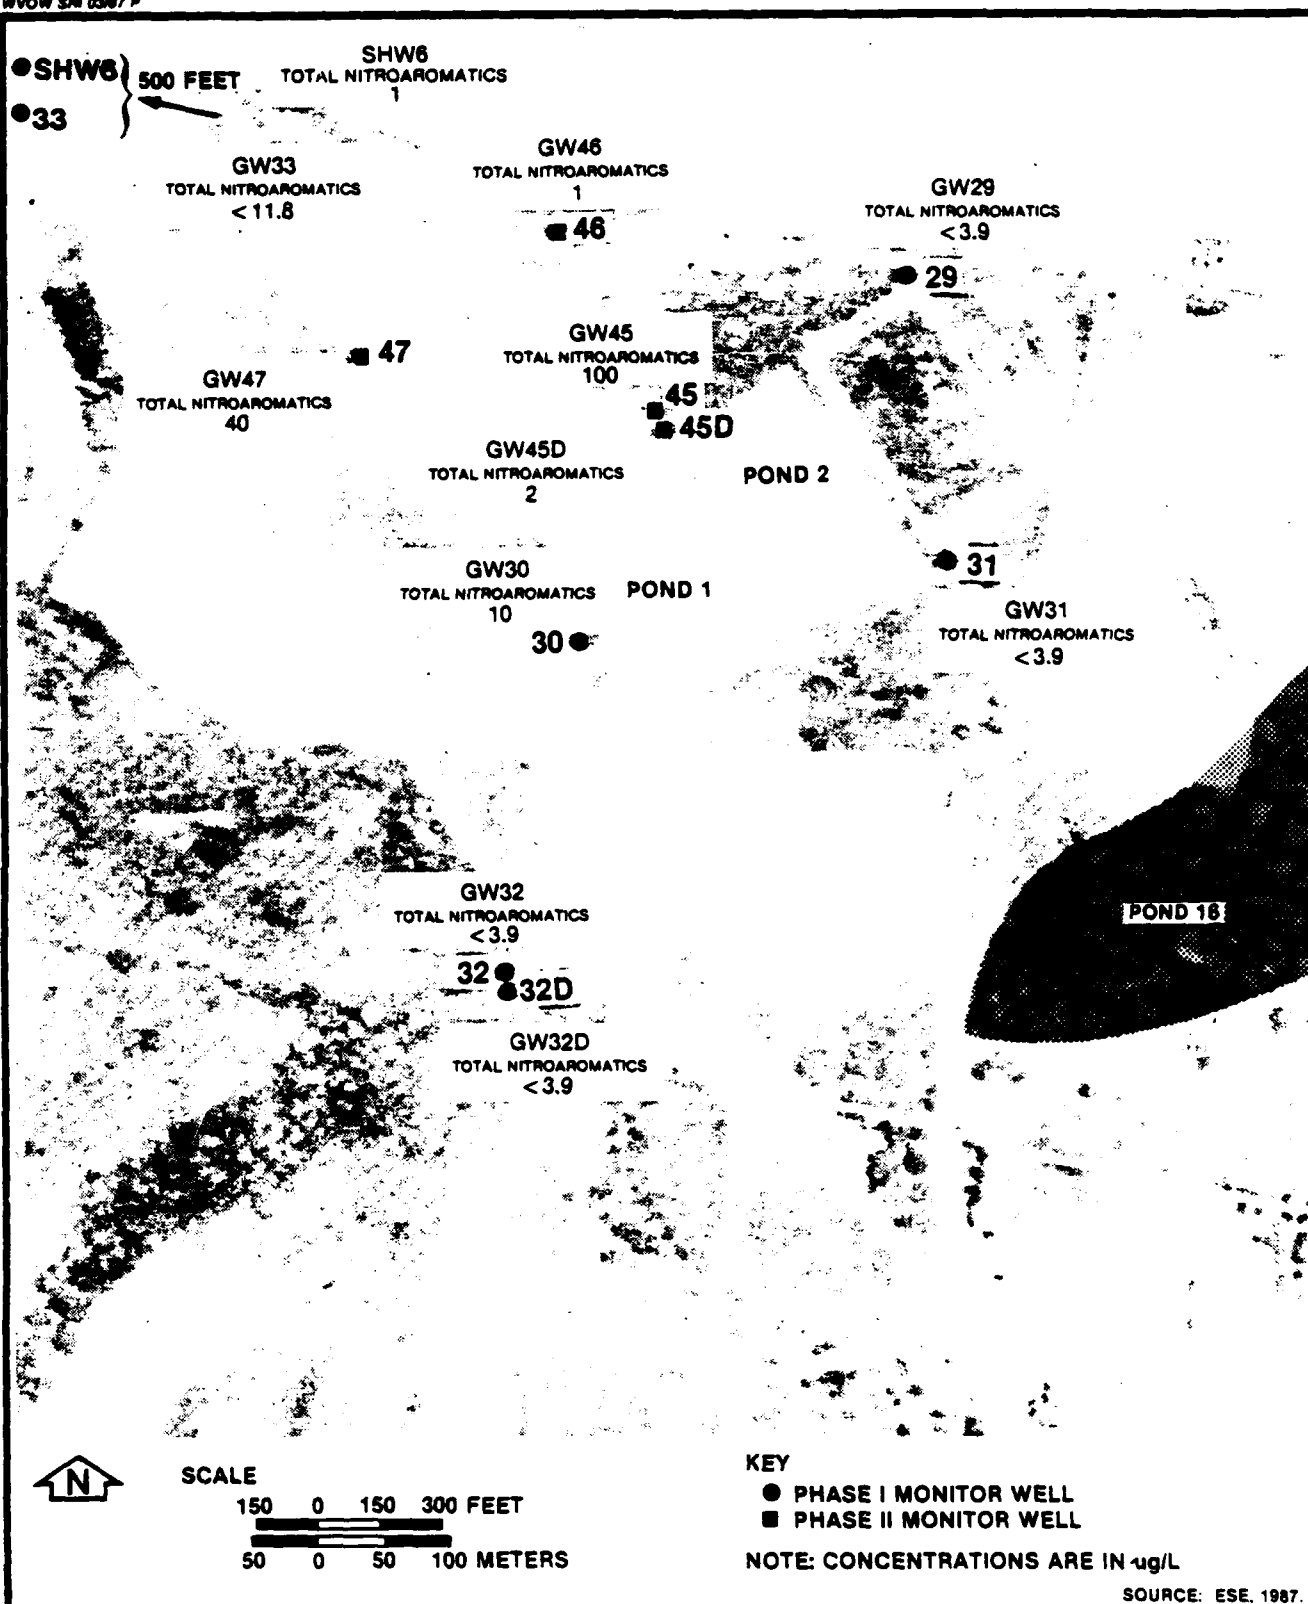 SHW6
33
500 FEET
SHW6
TOTAL NITROAROMATICS
1
GW33
TOTAL NITROAROMATICS
<11.8
GW46
TOTAL NITROAROMATICS
1
46
GW29
TOTAL NITROAROMATICS
<3.9
29
47
GW47
TOTAL NITROAROMATICS
40
GW45
TOTAL NITROAROMATICS
100
45
45D
GW45D
TOTAL NITROAROMATICS
2
POND 2
GW30
TOTAL NITROAROMATICS
10
POND 1
30
31
GW31
TOTAL NITROAROMATICS
<3.9
POND 16
GW32
TOTAL NITROAROMATICS
<3.9
32
32D
GW32D
TOTAL NITROAROMATICS
<3.9
N
SCALE
150 0 150 300 FEET
50 0 50 100 METERS
KEY
PHASE I MONITOR WELL
PHASE II MONITOR WELL
NOTE: CONCENTRATIONS ARE IN ug/L
SOURCE: ESE, 1987.